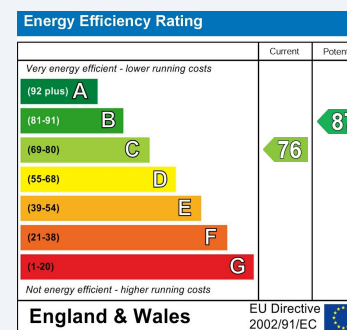 Energy Efficiency Rating
Current
Very energy efficient - lower running costs
(92 plus) A
(81-91) B
(69-80) C 76
(55-68) D
(39-54) E
(21-38) F
(1-20) G
Not energy efficient - higher running costs
England & Wales
EU Directive
2002/91/EC